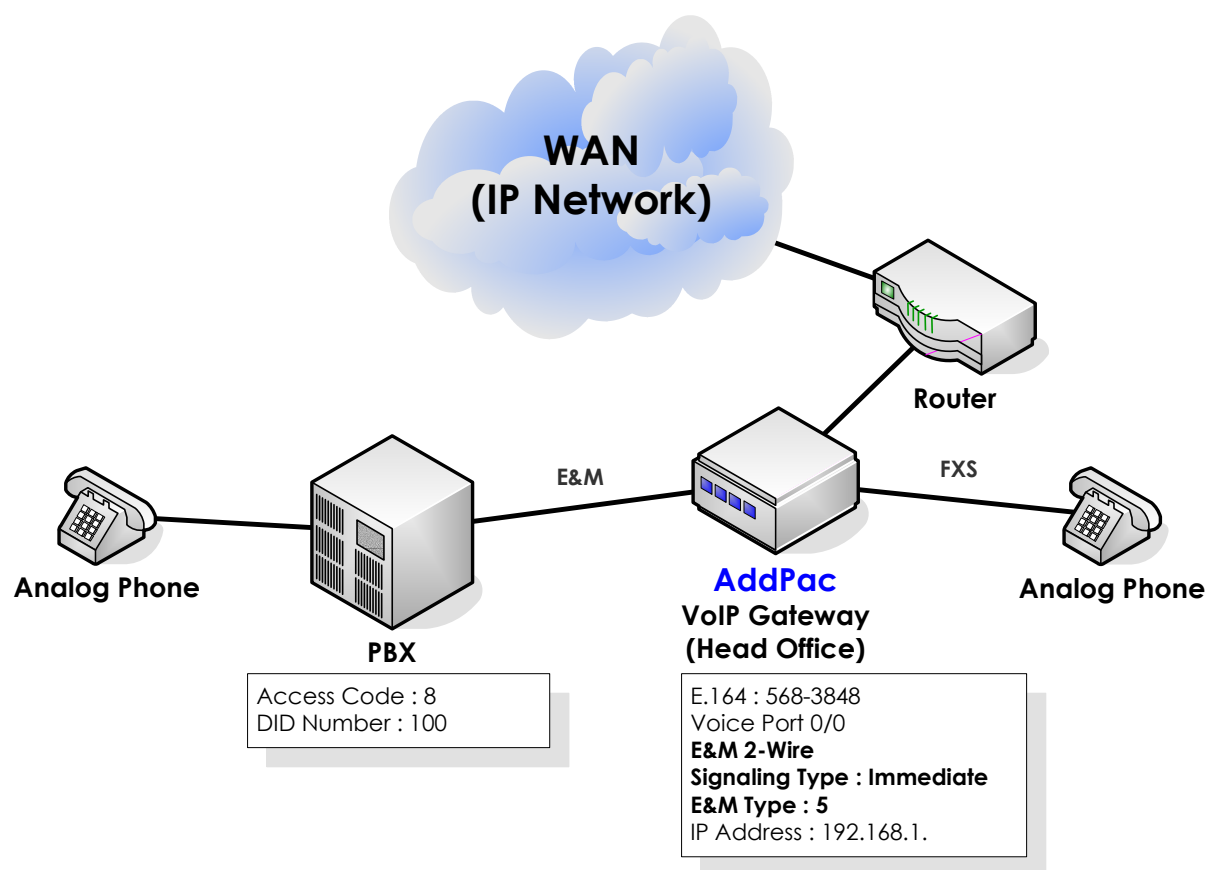 WAN
(IP Network)
Router
E&M
FXS
Analog Phone
PBX
AddPac
VoIP Gateway
(Head Office)
Analog Phone
Access Code : 8
DID Number : 100
E.164 : 568-3848
Voice Port 0/0
E&M 2-Wire
Signaling Type : Immediate
E&M Type : 5
IP Address : 192.168.1.